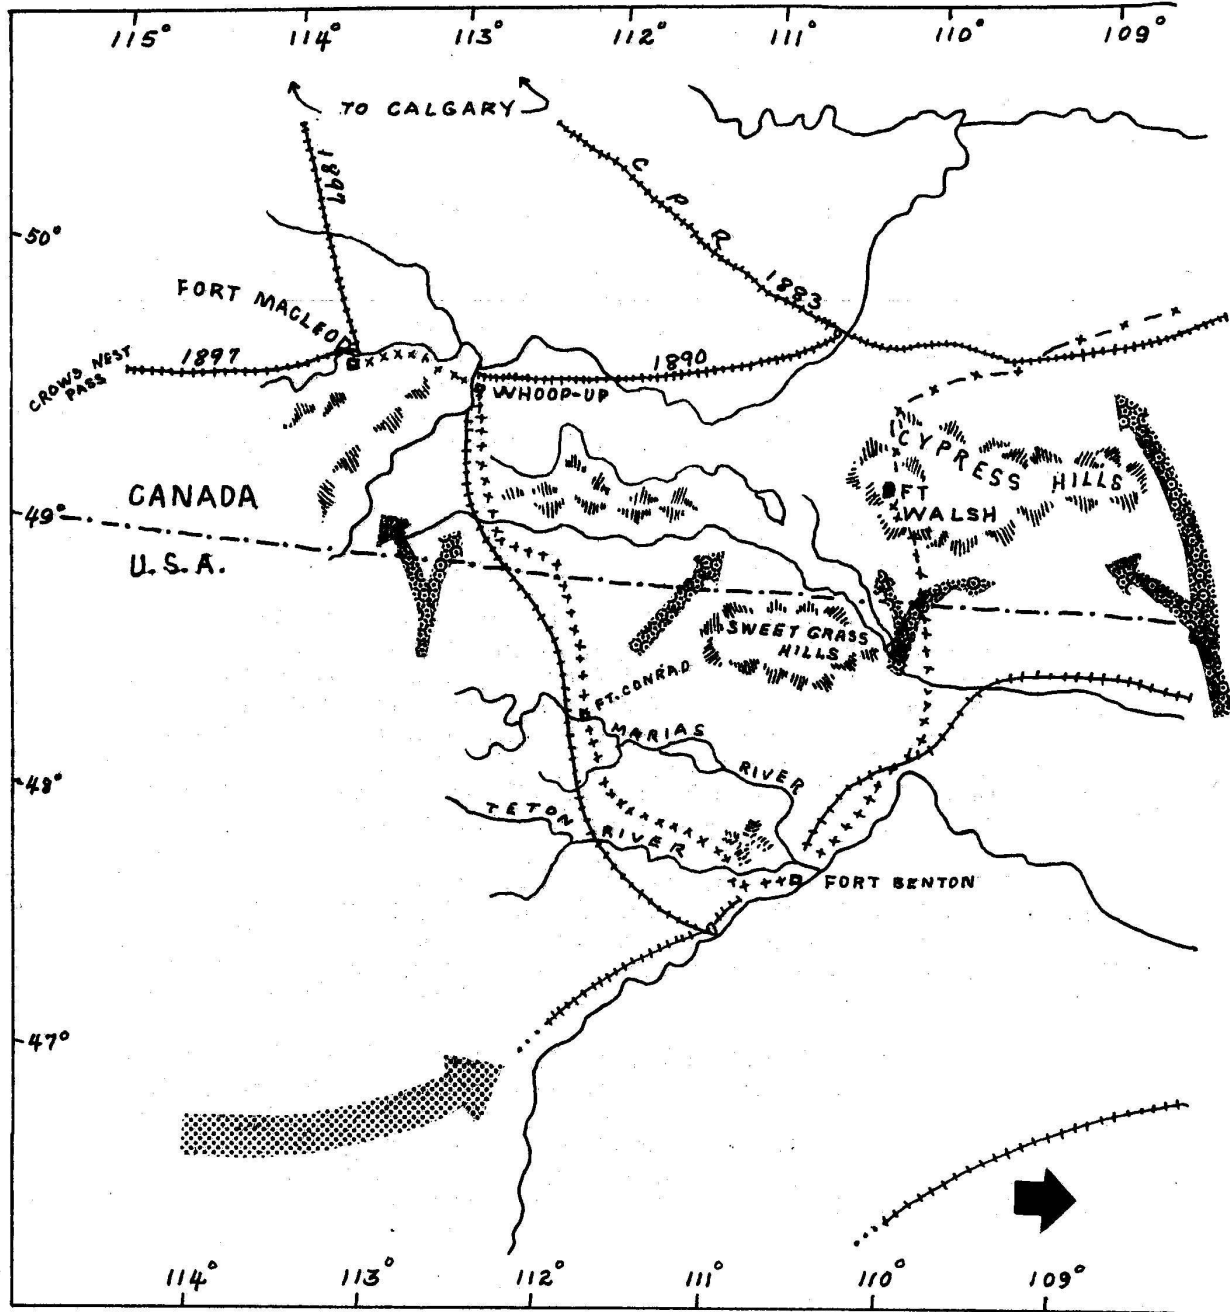 115° 114° 113° 112° 111° 110° 109°
TO CALGARY
1897
C P R
50°
1883
FORT MACLEOD
CROWS NEST
PASS
1897
1890
WHOOP-UP
CYPRESS HILLS
FT
WALSH
CANADA
49°
U.S.A.
SWEET GRASS
HILLS
FT. CONRAD
MARIAS
RIVER
48°
TETON
RIVER
FORT BENTON
47°
114° 113° 112° 111° 110° 109°